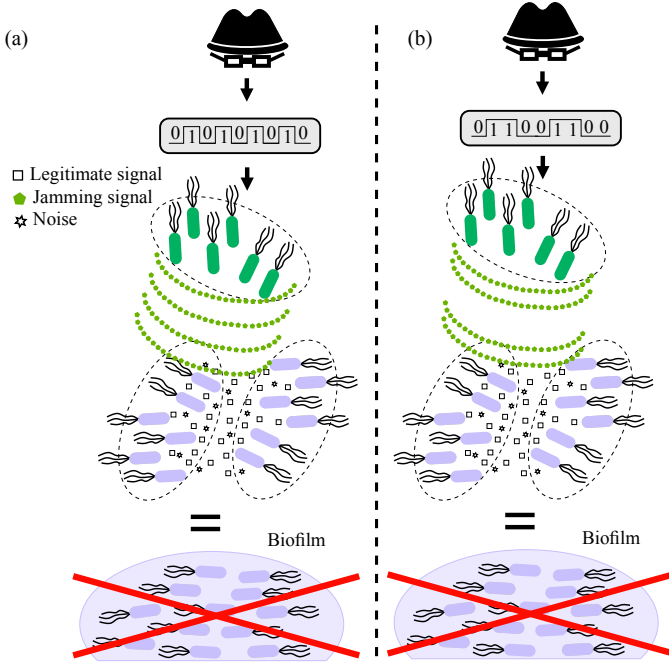 (a)
(b)
0 1 0 1 0 1 0 1 0
0 1 1 0 0 1 1 0 0
Legitimate signal
Jamming signal
Noise
=
=
Biofilm
Biofilm